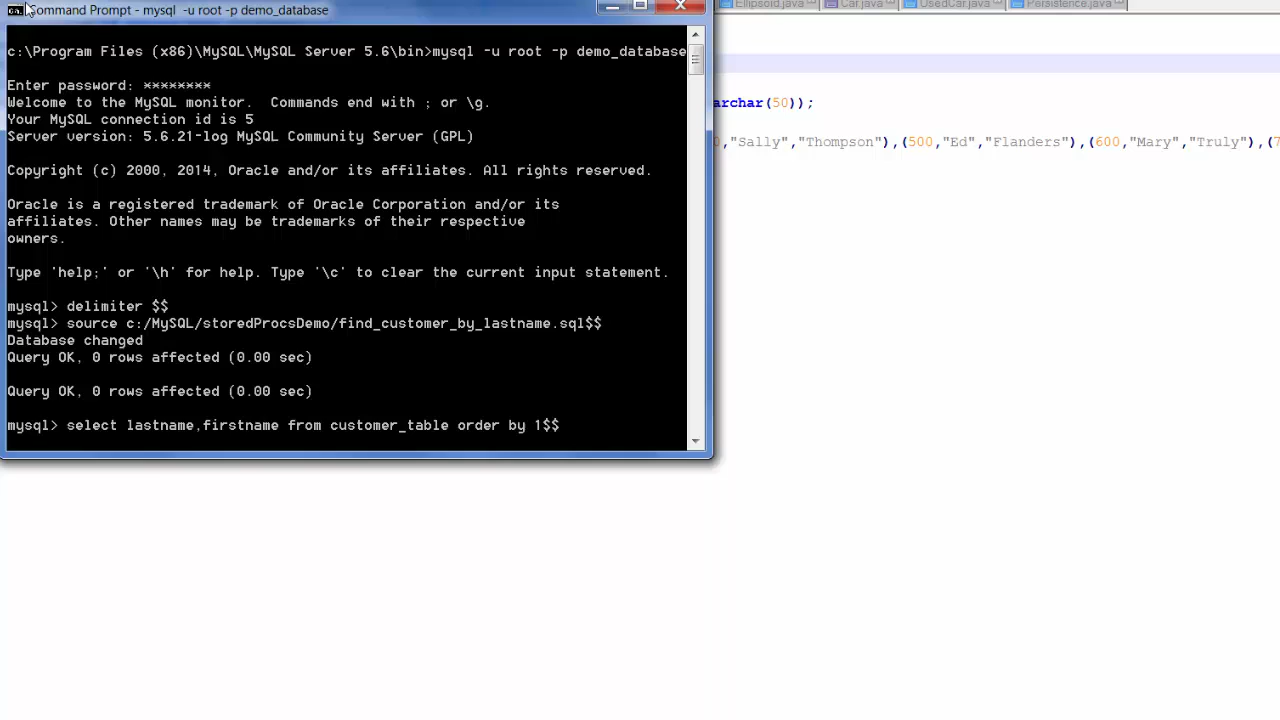 Command Prompt - mysql -u root -p demo_database
Ellipsoid.java
Car.java
UsedCar.java
Persistence.java
c:\Program Files (x86)\MySQL\MySQL Server 5.6\bin>mysql -u root -p demo_database
Enter password: ********
Welcome to the MySQL monitor.  Commands end with ; or \g.
Your MySQL connection id is 5
Server version: 5.6.21-log MySQL Community Server (GPL)
Copyright (c) 2000, 2014, Oracle and/or its affiliates. All rights reserved.
Oracle is a registered trademark of Oracle Corporation and/or its
affiliates. Other names may be trademarks of their respective
owners.
Type 'help;' or '\h' for help. Type '\c' to clear the current input statement.
mysql> delimiter $$
mysql> source c:/MySQL/storedProcsDemo/find_customer_by_lastname.sql$$
Database changed
Query OK, 0 rows affected (0.00 sec)
Query OK, 0 rows affected (0.00 sec)
mysql> select lastname,firstname from customer_table order by 1$$
archar(50));
0,"Sally","Thompson"),(500,"Ed","Flanders"),(600,"Mary","Truly"),(7